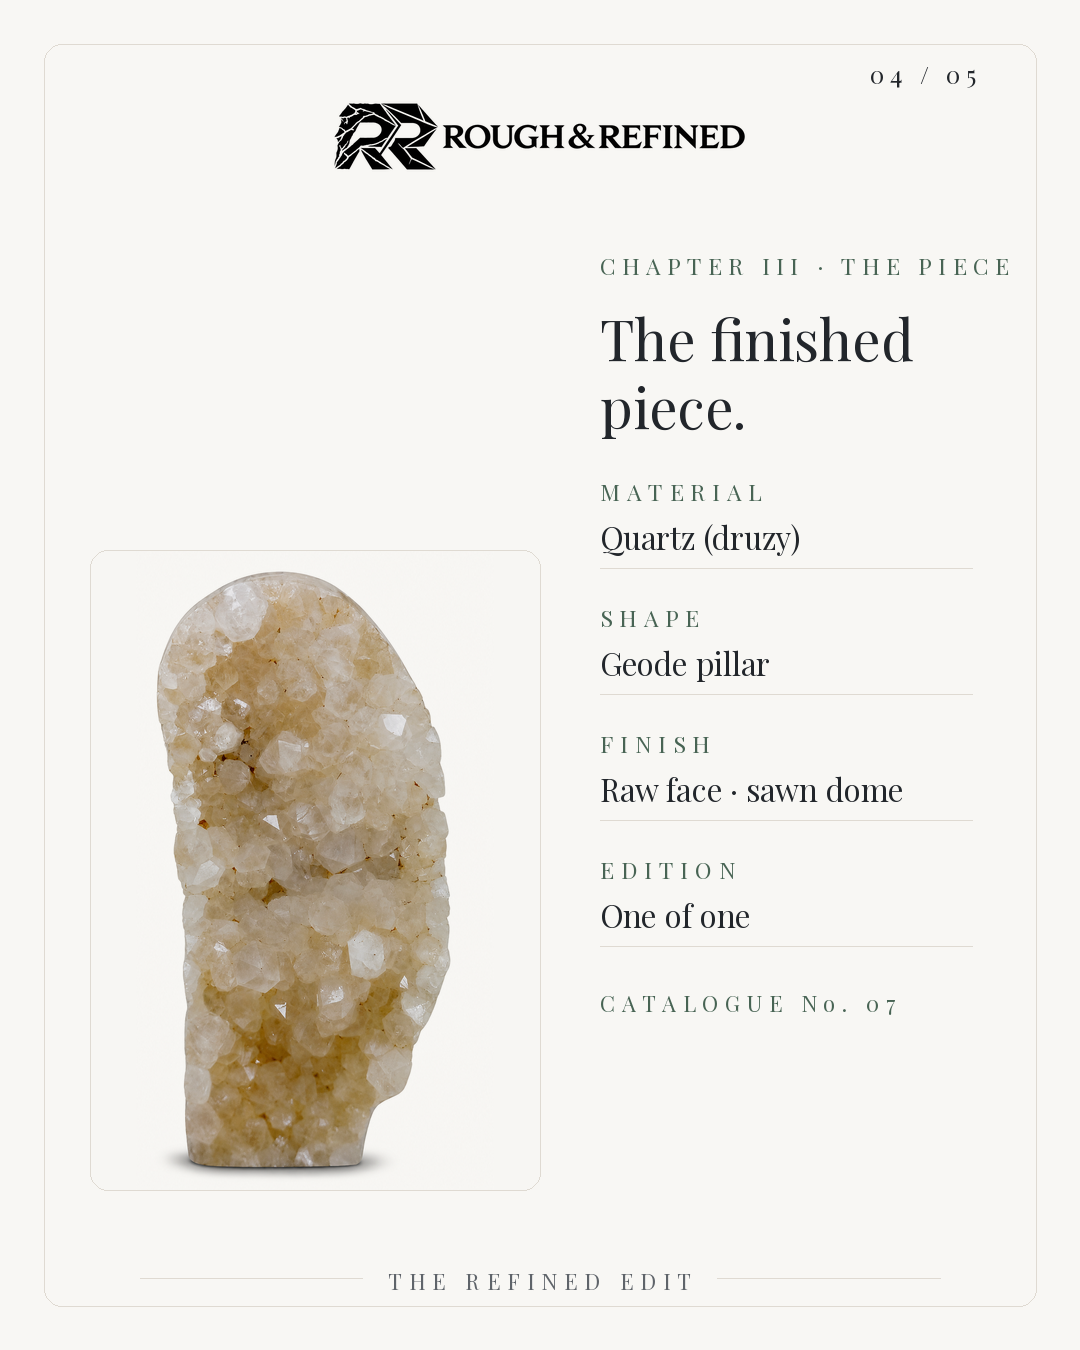 04 / 05
RR ROUGH & REFINED
CHAPTER III · THE PIECE
The finished
piece.
MATERIAL
Quartz (druzy)
SHAPE
Geode pillar
FINISH
Raw face · sawn dome
EDITION
One of one
CATALOGUE No. 07
THE REFINED EDIT